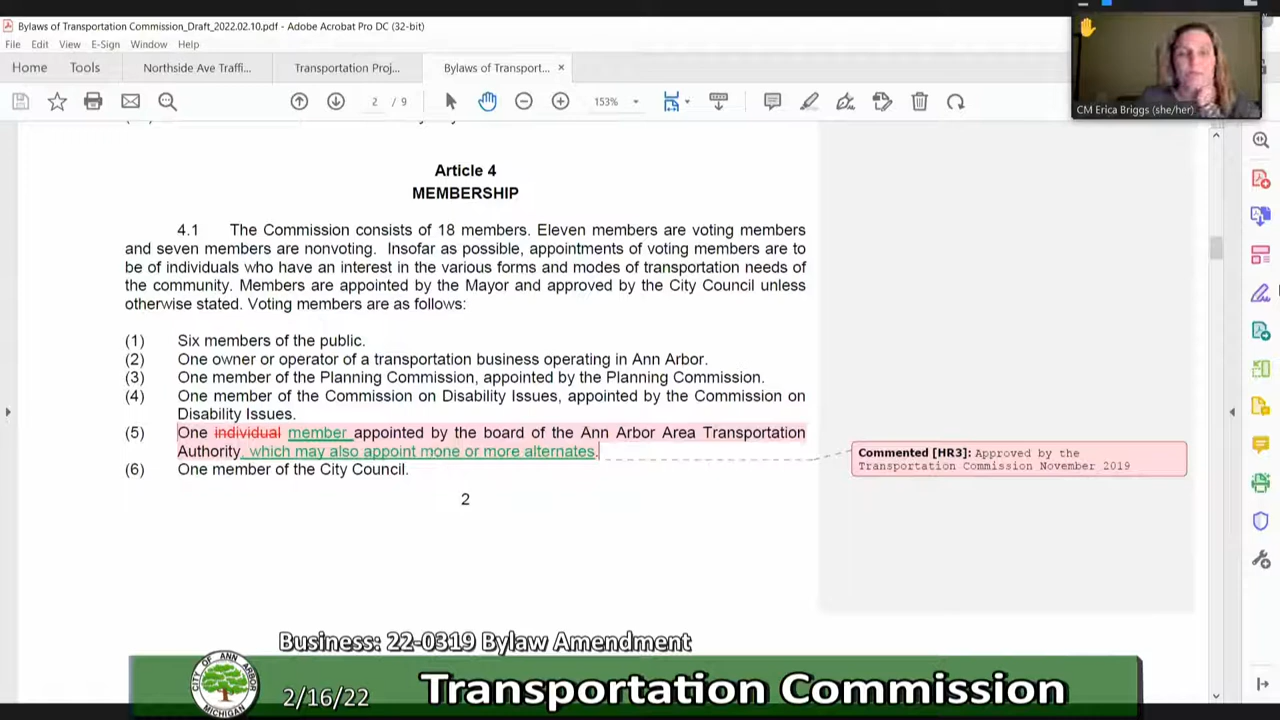 Bylaws of Transportation Commission_Draft_2022.02.10.pdf - Adobe Acrobat Pro DC (32-bit)
File Edit View E-Sign Window Help
Home Tools Northside Ave Traffi... Transportation Proj... Bylaws of Transport... ×
2 / 9 153%
CM Erica Briggs (she/her)
Article 4
MEMBERSHIP
4.1 The Commission consists of 18 members. Eleven members are voting members
and seven members are nonvoting. Insofar as possible, appointments of voting members are to
be of individuals who have an interest in the various forms and modes of transportation needs of
the community. Members are appointed by the Mayor and approved by the City Council unless
otherwise stated. Voting members are as follows:
(1) Six members of the public.
(2) One owner or operator of a transportation business operating in Ann Arbor.
(3) One member of the Planning Commission, appointed by the Planning Commission.
(4) One member of the Commission on Disability Issues, appointed by the Commission on
Disability Issues.
(5) One individual member appointed by the board of the Ann Arbor Area Transportation
Authority, which may also appoint mone or more alternates.
(6) One member of the City Council.
Commented [HR3]: Approved by the
Transportation Commission November 2019
2
Business: 22-0319 Bylaw Amendment
CITY OF ANN ARBOR
MICHIGAN
2/16/22 Transportation Commission